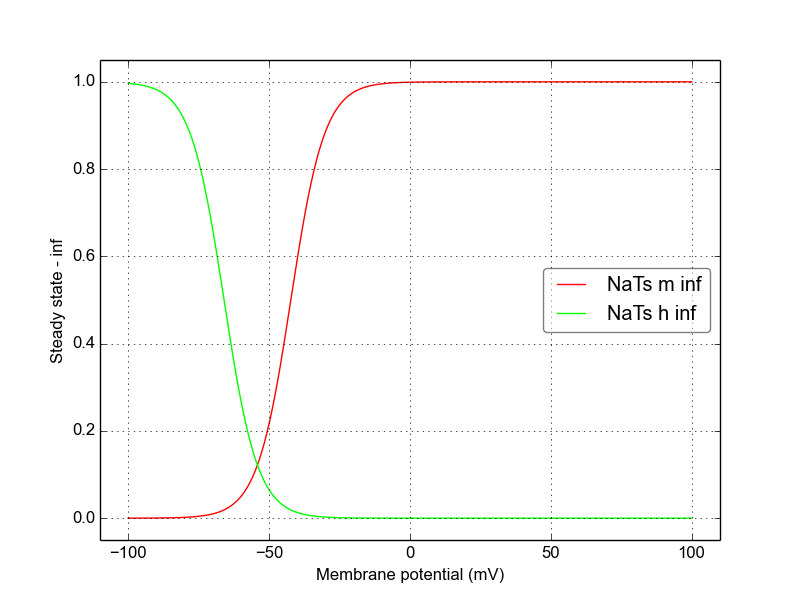 1.0
0.8
0.6
0.4
0.2
0.0
−100
−50
0
50
100
Membrane potential (mV)
Steady state - inf
NaTs m inf
NaTs h inf